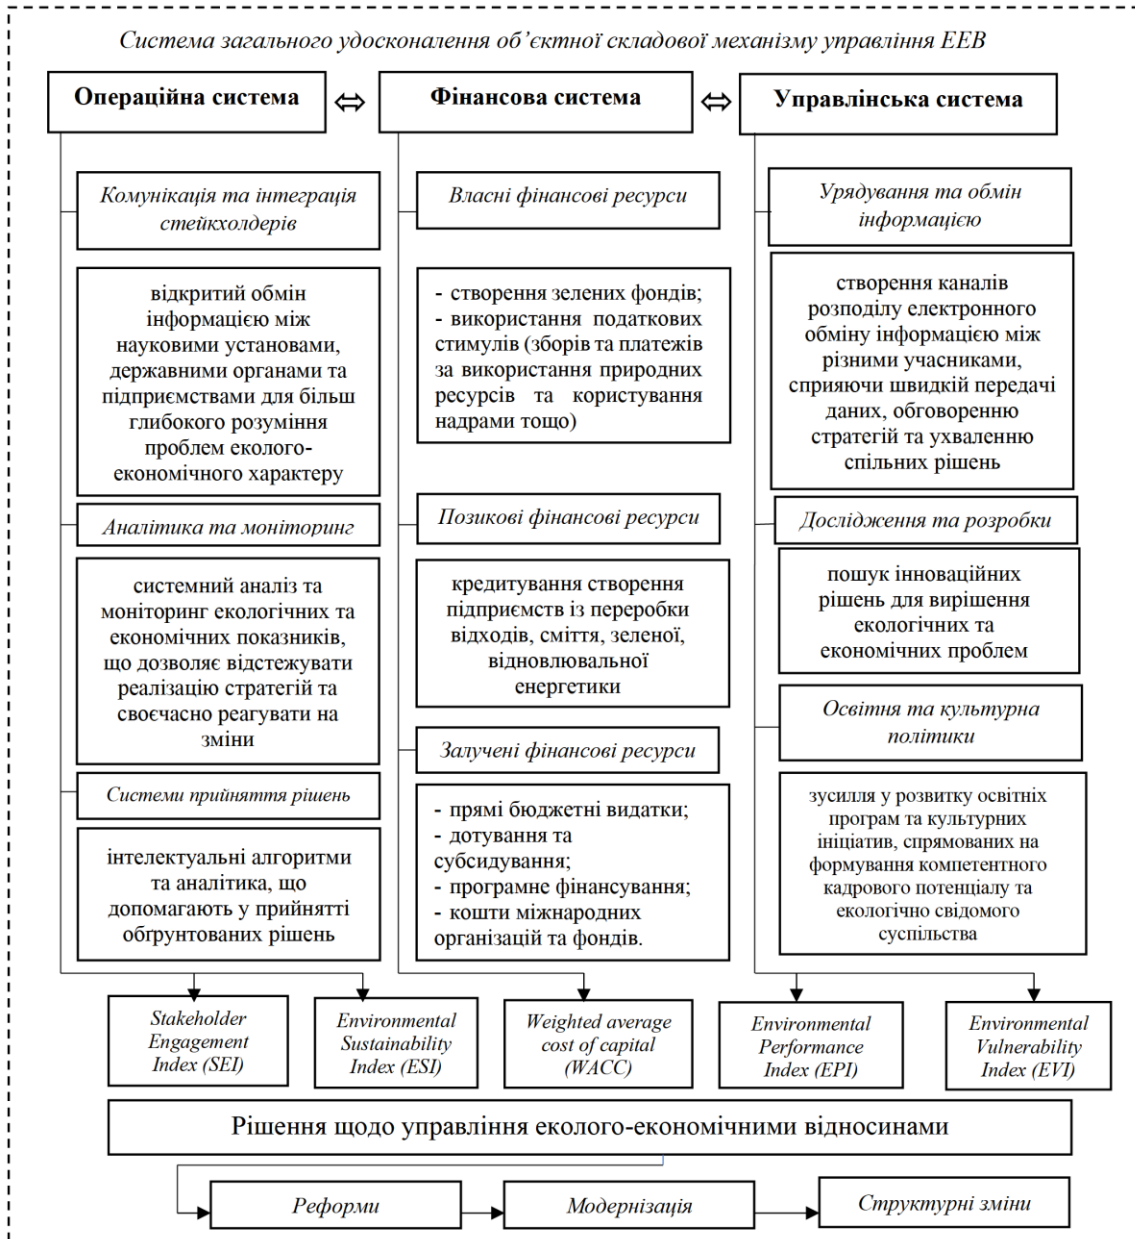 Система загального удосконалення об’єктної складової механізму управління ЕЕВ
Операційна система
Фінансова система
Управлінська система
Комунікація та інтеграція
стейкхолдерів
відкритий обмін
інформацією між
науковими установами,
державними органами та
підприємствами для більш
глибокого розуміння
проблем еколого-
економічного характеру
Аналітика та моніторинг
системний аналіз та
моніторинг екологічних та
економічних показників,
що дозволяє відстежувати
реалізацію стратегій та
своєчасно реагувати на
зміни
Системи прийняття рішень
інтелектуальні алгоритми
та аналітика, що
допомагають у прийнятті
обґрунтованих рішень
Власні фінансові ресурси
- створення зелених фондів;
- використання податкових
стимулів (зборів та платежів
за використання природних
ресурсів та користування
надрами тощо)
Позикові фінансові ресурси
кредитування створення
підприємств із переробки
відходів, сміття, зеленої,
відновлювальної
енергетики
Залучені фінансові ресурси
- прямі бюджетні видатки;
- дотування та
субсидування;
- програмне фінансування;
- кошти міжнародних
організацій та фондів.
Урядування та обмін
інформацією
створення каналів
розподілу електронного
обміну інформацією між
різними учасниками,
сприяючи швидкій передачі
даних, обговоренню
стратегій та ухваленню
спільних рішень
Дослідження та розробки
пошук інноваційних
рішень для вирішення
екологічних та
економічних проблем
Освітня та культурна
політики
зусилля у розвитку освітніх
програм та культурних
ініціатив, спрямованих на
формування компетентного
кадрового потенціалу та
екологічно свідомого
суспільства
Stakeholder
Engagement
Index (SEI)
Environmental
Sustainability
Index (ESI)
Weighted average
cost of capital
(WACC)
Environmental
Performance
Index (EPI)
Environmental
Vulnerability
Index (EVI)
Рішення щодо управління еколого-економічними відносинами
Реформи
Модернізація
Структурні зміни